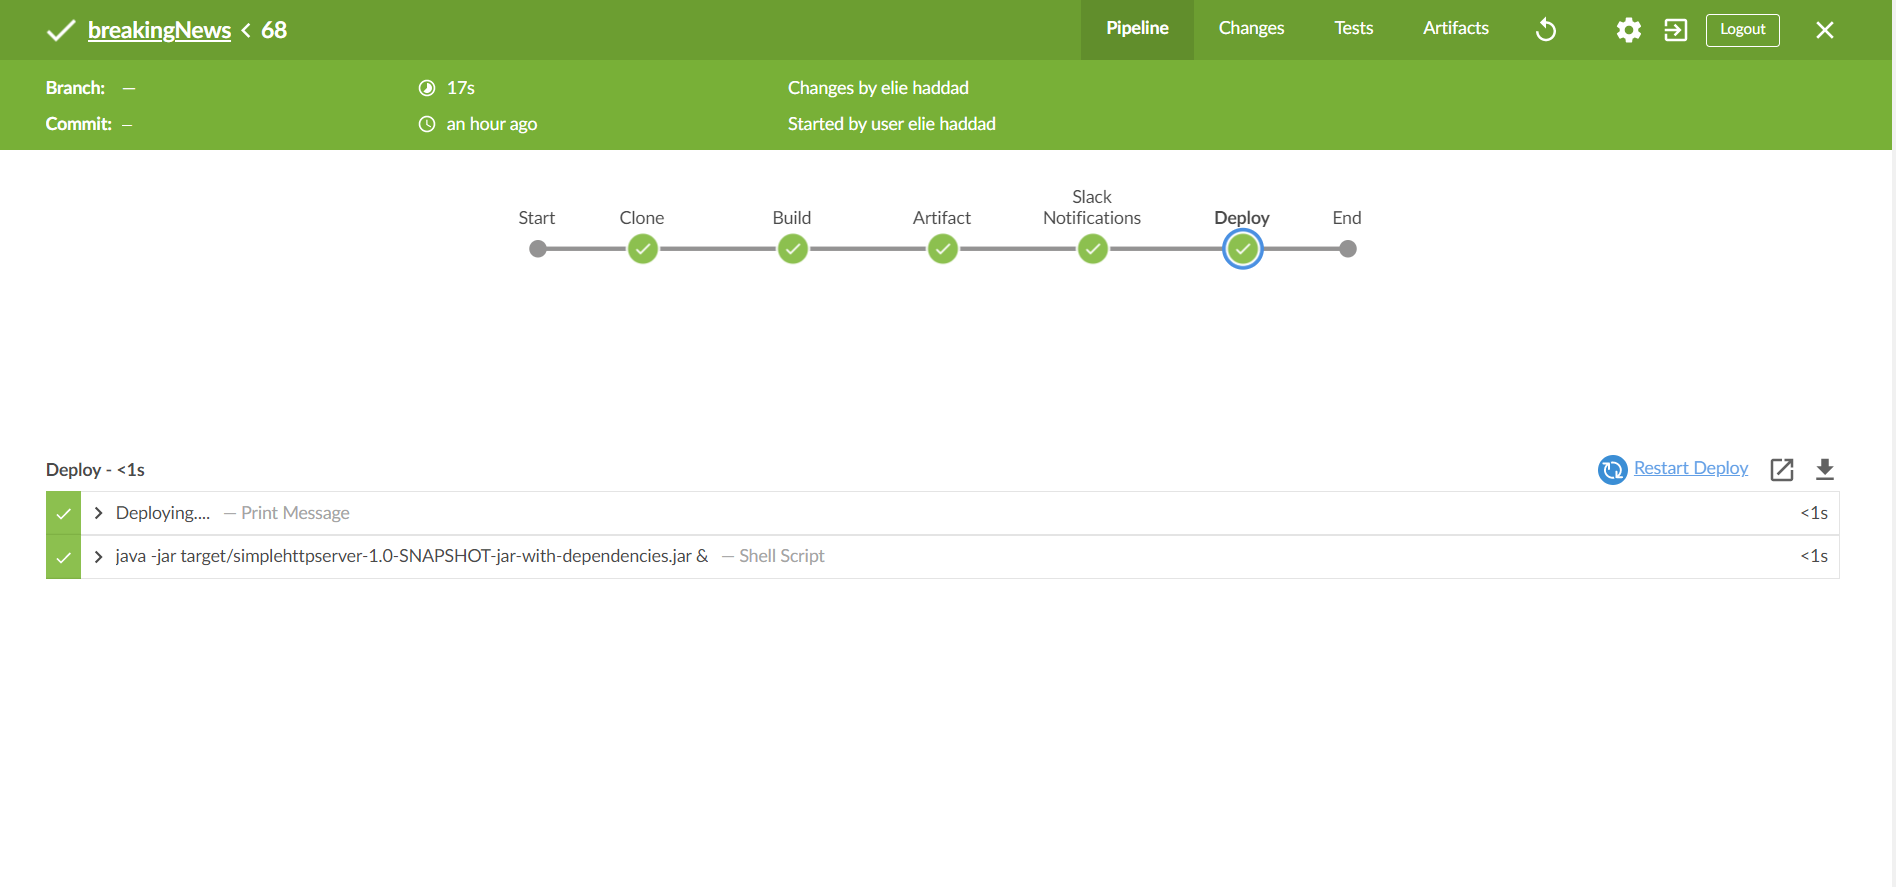 breakingNews < 68
Pipeline
Changes
Tests
Artifacts
Logout
Branch: —
17s
Changes by elie haddad
Commit: —
an hour ago
Started by user elie haddad
Start
Clone
Build
Artifact
Slack
Notifications
Deploy
End
Deploy - <1s
Restart Deploy
Deploying.... — Print Message
<1s
java -jar target/simplehttpserver-1.0-SNAPSHOT-jar-with-dependencies.jar & — Shell Script
<1s